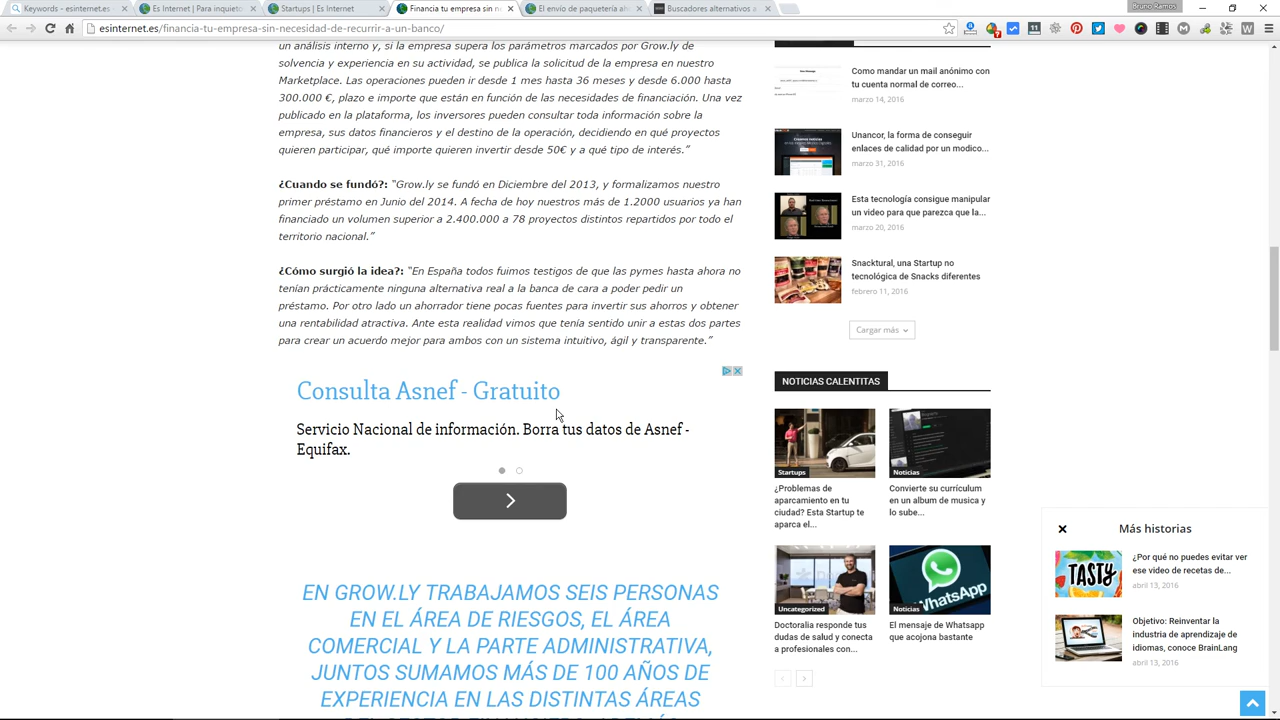 Keywords - esinternet.es
Es Internet | Para inquieto
Startups | Es Internet
Financia tu empresa sin n
El envío de paquetería ah
Buscadores alternativos a
Bruno Ramos
esinternet.es/financia-tu-empresa-sin-necesidad-de-recurrir-a-un-banco/
un análisis interno y, si la empresa supera los parámetros marcados por Grow.ly de
solvencia y experiencia en su actividad, se publica la solicitud de la empresa en nuestro
Marketplace. Las operaciones pueden ir desde 1 mes hasta 36 meses y desde 6.000 hasta
300.000 €, plazo e importe que están en función de las necesidades de financiación. Una vez
publicado en la plataforma, los inversores pueden consultar toda información sobre la
empresa, sus datos financieros y el destino de la operación, decidiendo en qué proyectos
quieren participar, que importe quieren invertir desde 50€ y a qué tipo de interés."
¿Cuando se fundó?: "Grow.ly se fundó en Diciembre del 2013, y formalizamos nuestro
primer préstamo en Junio del 2014. A fecha de hoy nuestros más de 1.2000 usuarios ya han
financiado un volumen superior a 2.400.000 a 78 proyectos distintos repartidos por todo el
territorio nacional."
¿Cómo surgió la idea?: "En España todos fuimos testigos de que las pymes hasta ahora no
tenían prácticamente ninguna alternativa real a la banca de cara a poder pedir un
préstamo. Por otro lado un ahorrador tiene pocas fuentes para invertir sus ahorros y obtener
una rentabilidad atractiva. Ante esta realidad vimos que tenía sentido unir a estas dos partes
para crear un acuerdo mejor para ambos con un sistema intuitivo, ágil y transparente."
Consulta Asnef - Gratuito
Servicio Nacional de información. Borra tus datos de Asnef -
Equifax.
EN GROW.LY TRABAJAMOS SEIS PERSONAS
EN EL ÁREA DE RIESGOS, EL ÁREA
COMERCIAL Y LA PARTE ADMINISTRATIVA,
JUNTOS SUMAMOS MÁS DE 100 AÑOS DE
EXPERIENCIA EN LAS DISTINTAS ÁREAS
Como mandar un mail anónimo con
tu cuenta normal de correo...
marzo 14, 2016
Unancor, la forma de conseguir
enlaces de calidad por un modico...
marzo 31, 2016
Esta tecnología consigue manipular
un video para que parezca que la...
marzo 20, 2016
Snacktural, una Startup no
tecnológica de Snacks diferentes
febrero 11, 2016
Cargar más
NOTICIAS CALENTITAS
Startups
¿Problemas de
aparcamiento en tu
ciudad? Esta Startup te
aparca el...
Noticias
Convierte su currículum
en un album de musica y
lo sube...
Uncategorized
Doctoralia responde tus
dudas de salud y conecta
a profesionales con...
WhatsApp
Noticias
El mensaje de Whatsapp
que acojona bastante
Más historias
TASTY
¿Por qué no puedes evitar ver
ese video de recetas de...
abril 13, 2016
Objetivo: Reinventar la
industria de aprendizaje de
idiomas, conoce BrainLang
abril 13, 2016